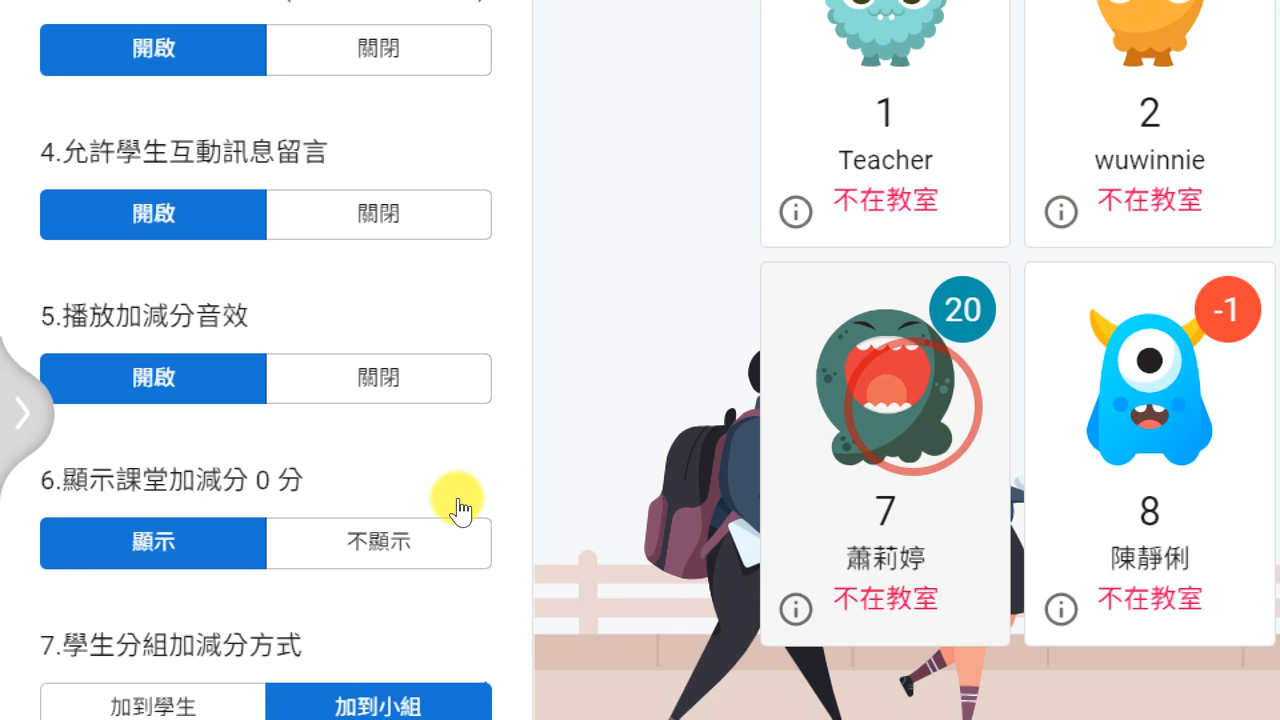 開啟 關閉
4.允許學生互動訊息留言
開啟 關閉
5.播放加減分音效
開啟 關閉
6.顯示課堂加減分 0 分
顯示 不顯示
7.學生分組加減分方式
加到學生 加到小組
1
Teacher
不在教室
2
wuwinnie
不在教室
20
7
蕭莉婷
不在教室
-1
8
陳靜俐
不在教室